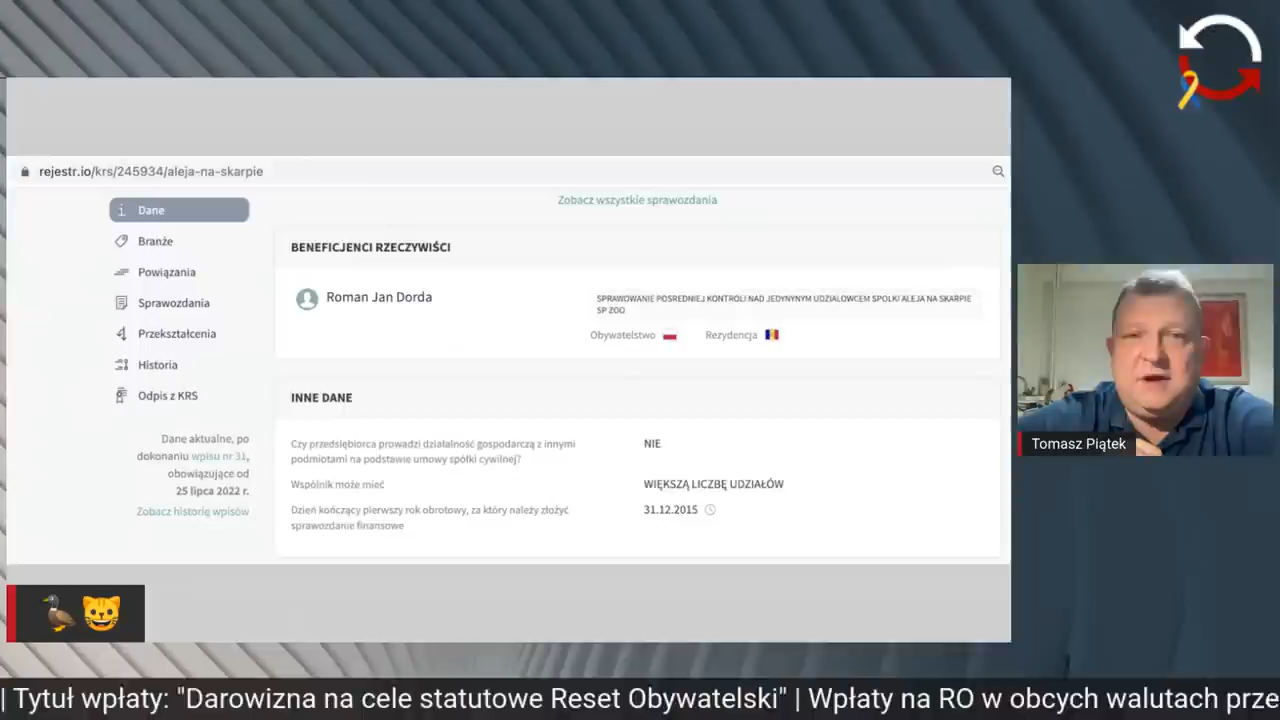 rejestr.io/krs/245934/aleja-na-skarpie
Dane
Branże
Powiązania
Sprawozdania
Przekształcenia
Historia
Odpis z KRS
Dane aktualne, po
dokonaniu wpisu nr 31,
obowiązujące od
25 lipca 2022 r.
Zobacz historię wpisów
Zobacz wszystkie sprawozdania
BENEFICJENCI RZECZYWIŚCI
Roman Jan Dorda
SPRAWOWANIE POSREDNIEJ KONTROLI NAD JEDYNYNYM UDZIALOWCEM SPOLKI ALEJA NA SKARPIE
SP ZOO
Obywatelstwo
Rezydencja
INNE DANE
Czy przedsiębiorca prowadzi działalność gospodarczą z innymi
podmiotami na podstawie umowy spółki cywilnej?
NIE
Wspólnik może mieć
WIĘKSZĄ LICZBĘ UDZIAŁÓW
Dzień kończący pierwszy rok obrotowy, za który należy złożyć
sprawozdanie finansowe
31.12.2015
Tomasz Piątek
| Tytuł wpłaty: "Darowizna na cele statutowe Reset Obywatelski" | Wpłaty na RO w obcych walutach prze